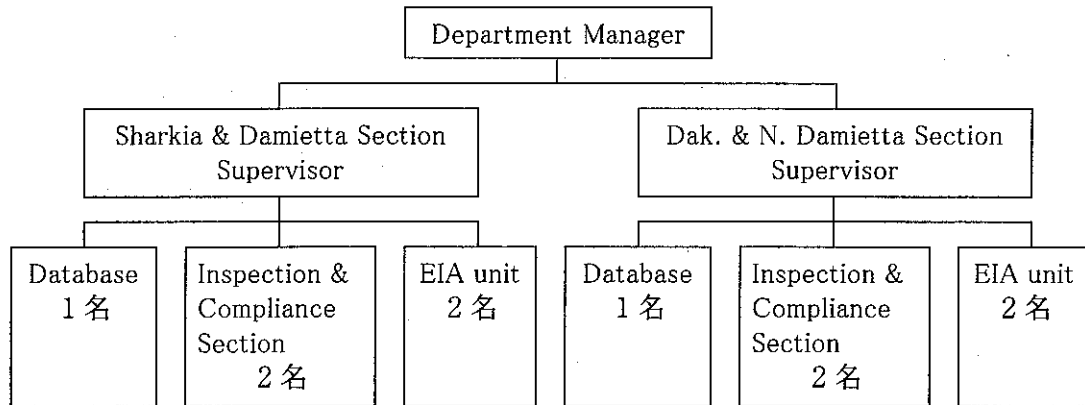 Department Manager
Sharkia & Damietta Section
Supervisor
Dak. & N. Damietta Section
Supervisor
Database
1名
Inspection &
Compliance
Section
2名
EIA unit
2名
Database
1名
Inspection &
Compliance
Section
2名
EIA unit
2名